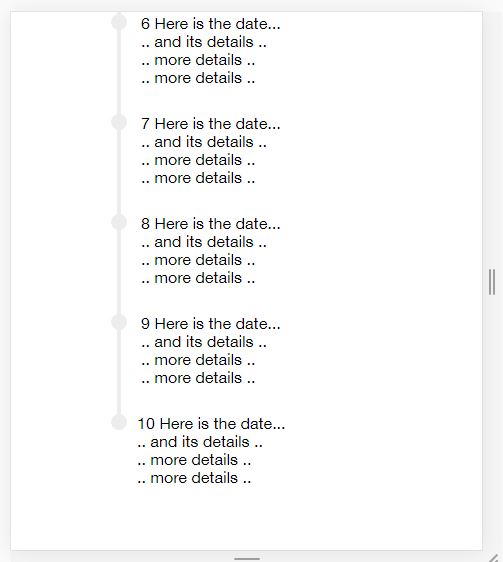 6 Here is the date...
.. and its details ..
.. more details ..
.. more details ..
7 Here is the date...
.. and its details ..
.. more details ..
.. more details ..
8 Here is the date...
.. and its details ..
.. more details ..
.. more details ..
9 Here is the date...
.. and its details ..
.. more details ..
.. more details ..
10 Here is the date...
.. and its details ..
.. more details ..
.. more details ..